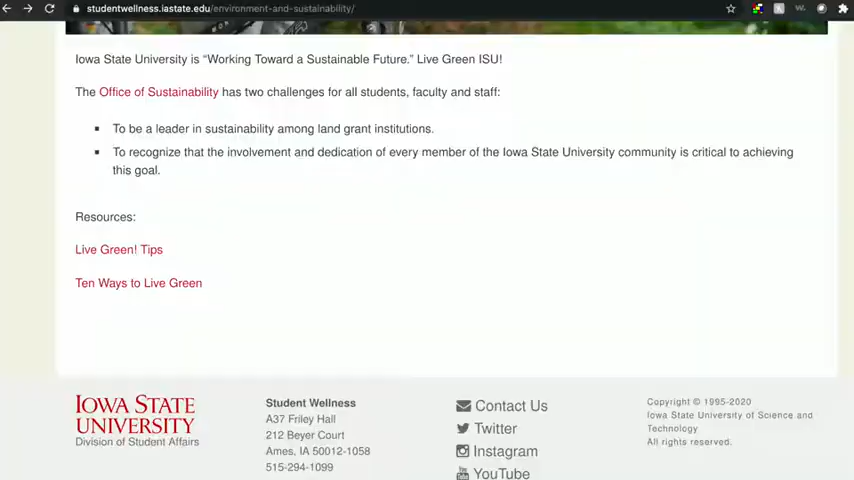 studentwellness.iastate.edu/environment-and-sustainability/
Iowa State University is “Working Toward a Sustainable Future.” Live Green ISU!
The Office of Sustainability has two challenges for all students, faculty and staff:
▪ To be a leader in sustainability among land grant institutions.
▪ To recognize that the involvement and dedication of every member of the Iowa State University community is critical to achieving
this goal.
Resources:
Live Green! Tips
Ten Ways to Live Green
IOWA STATE
UNIVERSITY
Division of Student Affairs
Student Wellness
A37 Friley Hall
212 Beyer Court
Ames, IA 50012-1058
515-294-1099
Contact Us
Twitter
Instagram
YouTube
Copyright © 1995-2020
Iowa State University of Science and
Technology
All rights reserved.